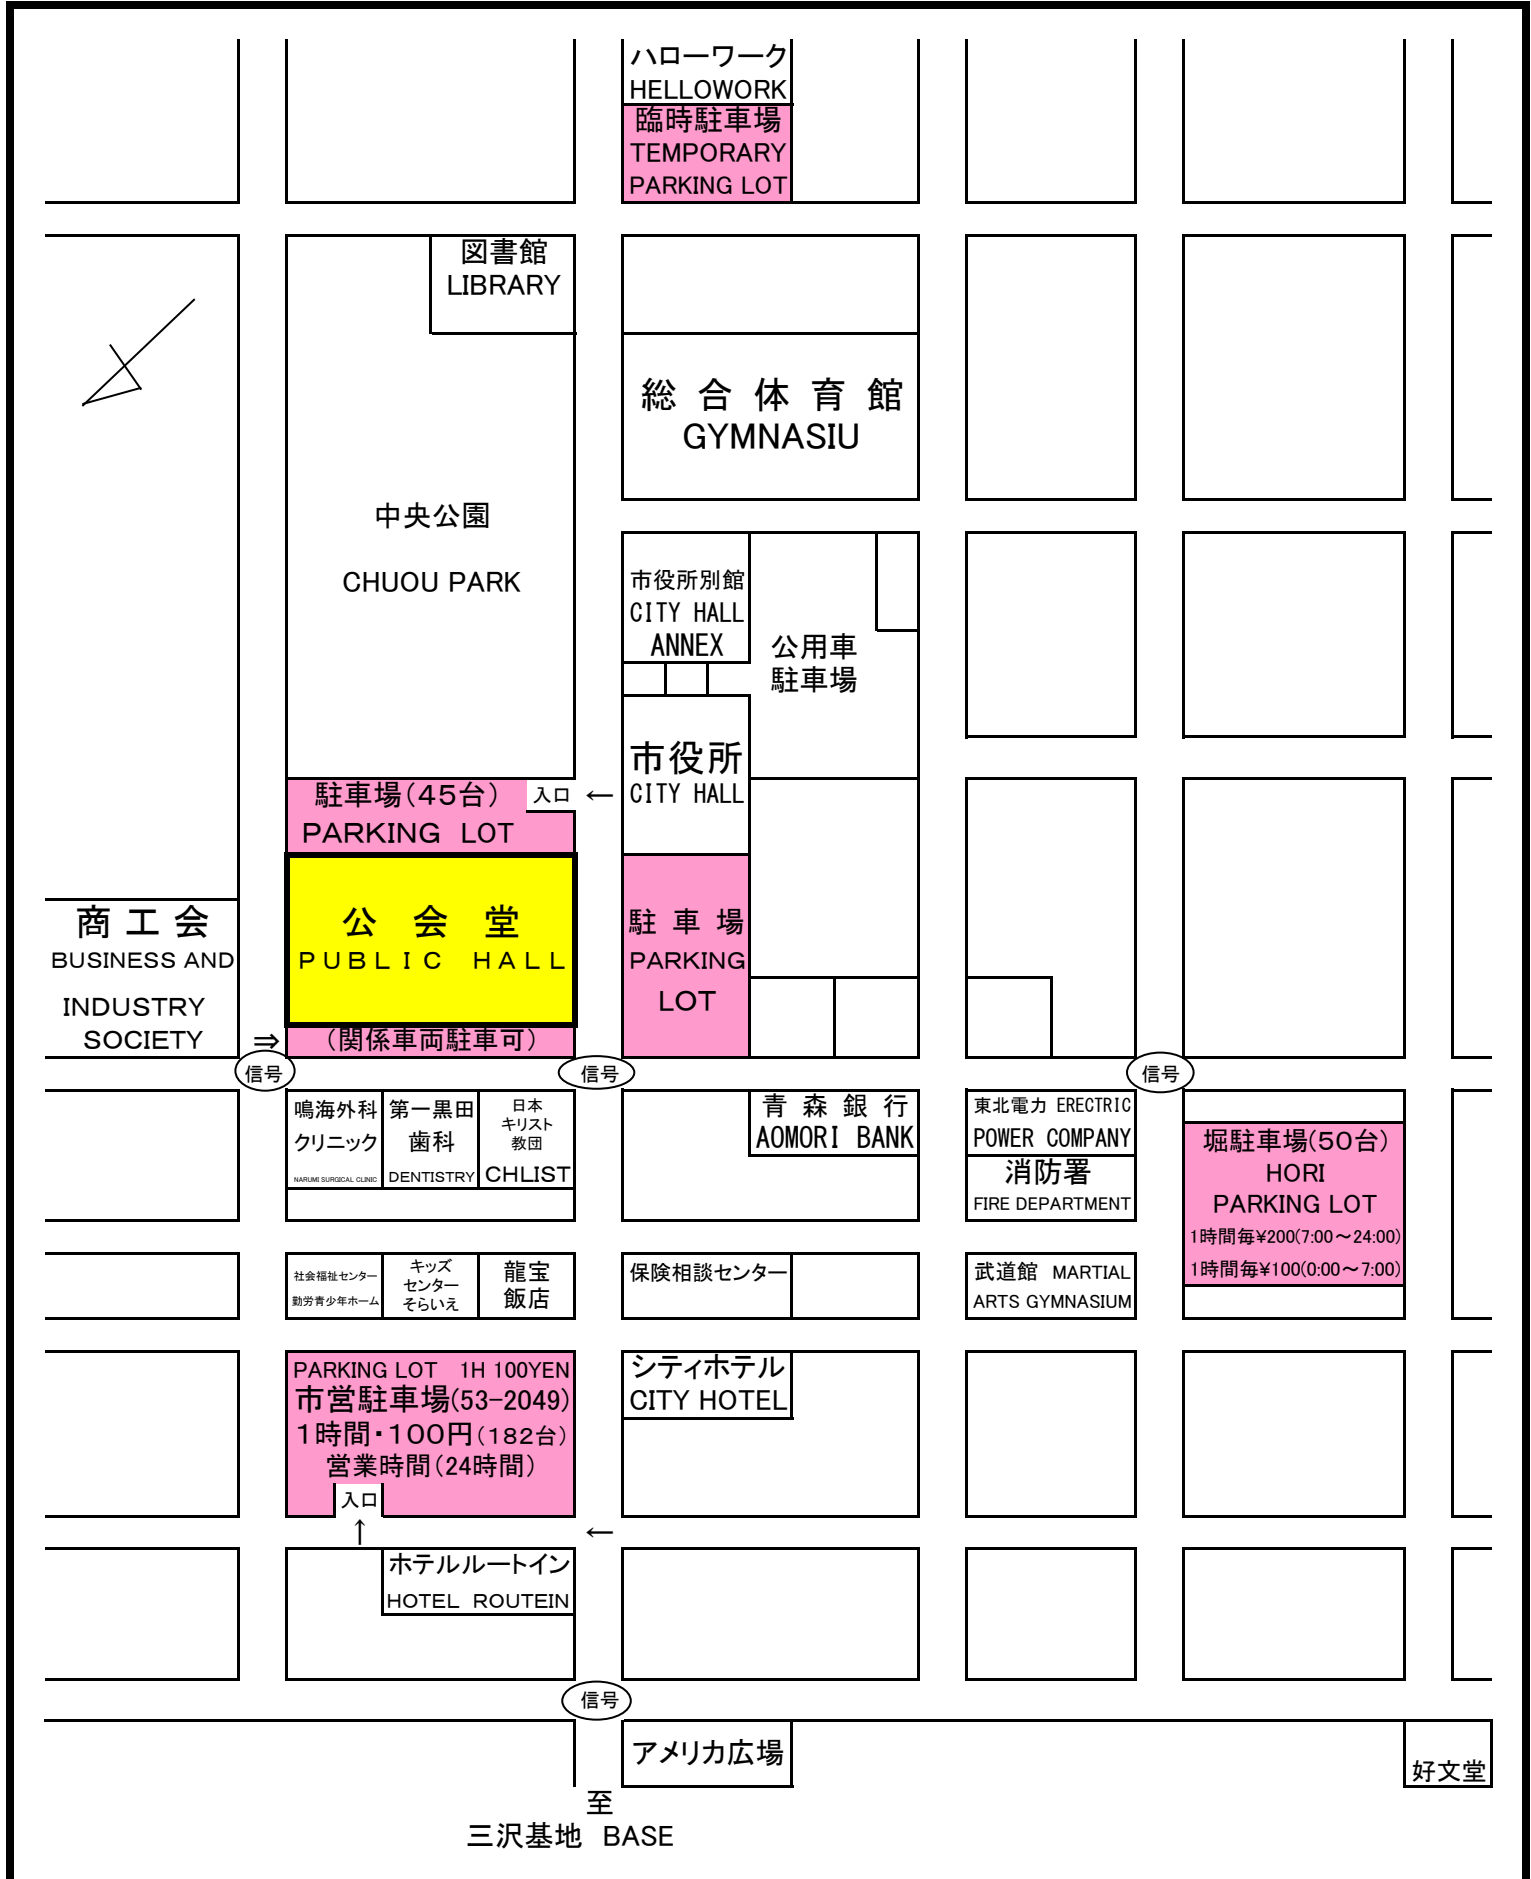 ハローワーク
HELLOWORK
臨時駐車場
TEMPORARY
PARKING LOT
図書館
LIBRARY
総 合 体 育 館
GYMNASIU
中央公園
CHUOU PARK
市役所別館
CITY HALL
ANNEX
公用車
駐車場
市役所
CITY HALL
駐車場(45台)
PARKING LOT
入口 ←
商 工 会
BUSINESS AND
INDUSTRY
SOCIETY
公 会 堂
PUBLIC HALL
駐 車 場
PARKING
LOT
⇒
(関係車両駐車可)
信号
信号
信号
鳴海外科
クリニック
NARUMI SURGICAL CLINIC
第一黒田
歯科
DENTISTRY
日本
キリスト
教団
CHLIST
青 森 銀 行
AOMORI BANK
東北電力 ERECTRIC
POWER COMPANY
消防署
FIRE DEPARTMENT
堀駐車場(50台)
HORI
PARKING LOT
1時間毎¥200(7:00～24:00)
1時間毎¥100(0:00～7:00)
社会福祉センター
勤労青少年ホーム
キッズ
センター
そらいえ
龍宝
飯店
保険相談センター
武道館 MARTIAL
ARTS GYMNASIUM
PARKING LOT 1H 100YEN
市営駐車場(53-2049)
1時間・100円(182台)
営業時間(24時間)
入口
↑
←
シティホテル
CITY HOTEL
ホテルルートイン
HOTEL ROUTEIN
信号
アメリカ広場
好文堂
至
三沢基地 BASE